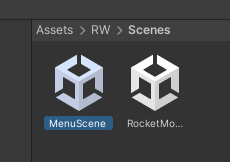 Assets > RW > Scenes
MenuScene
RocketMo...